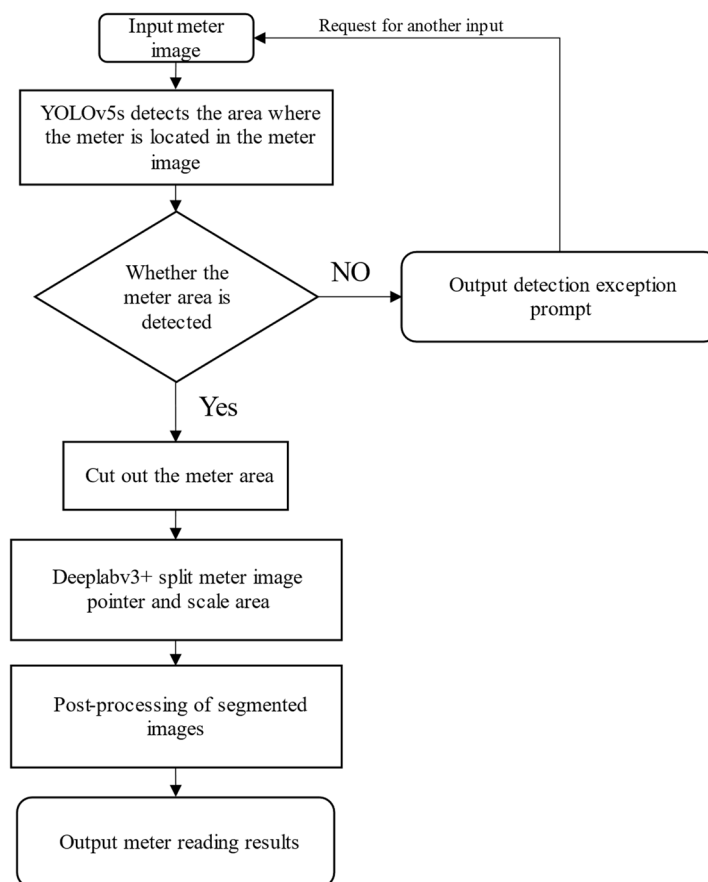 Input meter
image
Request for another input
YOLOv5s detects the area where
the meter is located in the meter
image
Whether the
meter area is
detected
NO
Output detection exception
prompt
Yes
Cut out the meter area
Deeplabv3+ split meter image
pointer and scale area
Post-processing of segmented
images
Output meter reading results